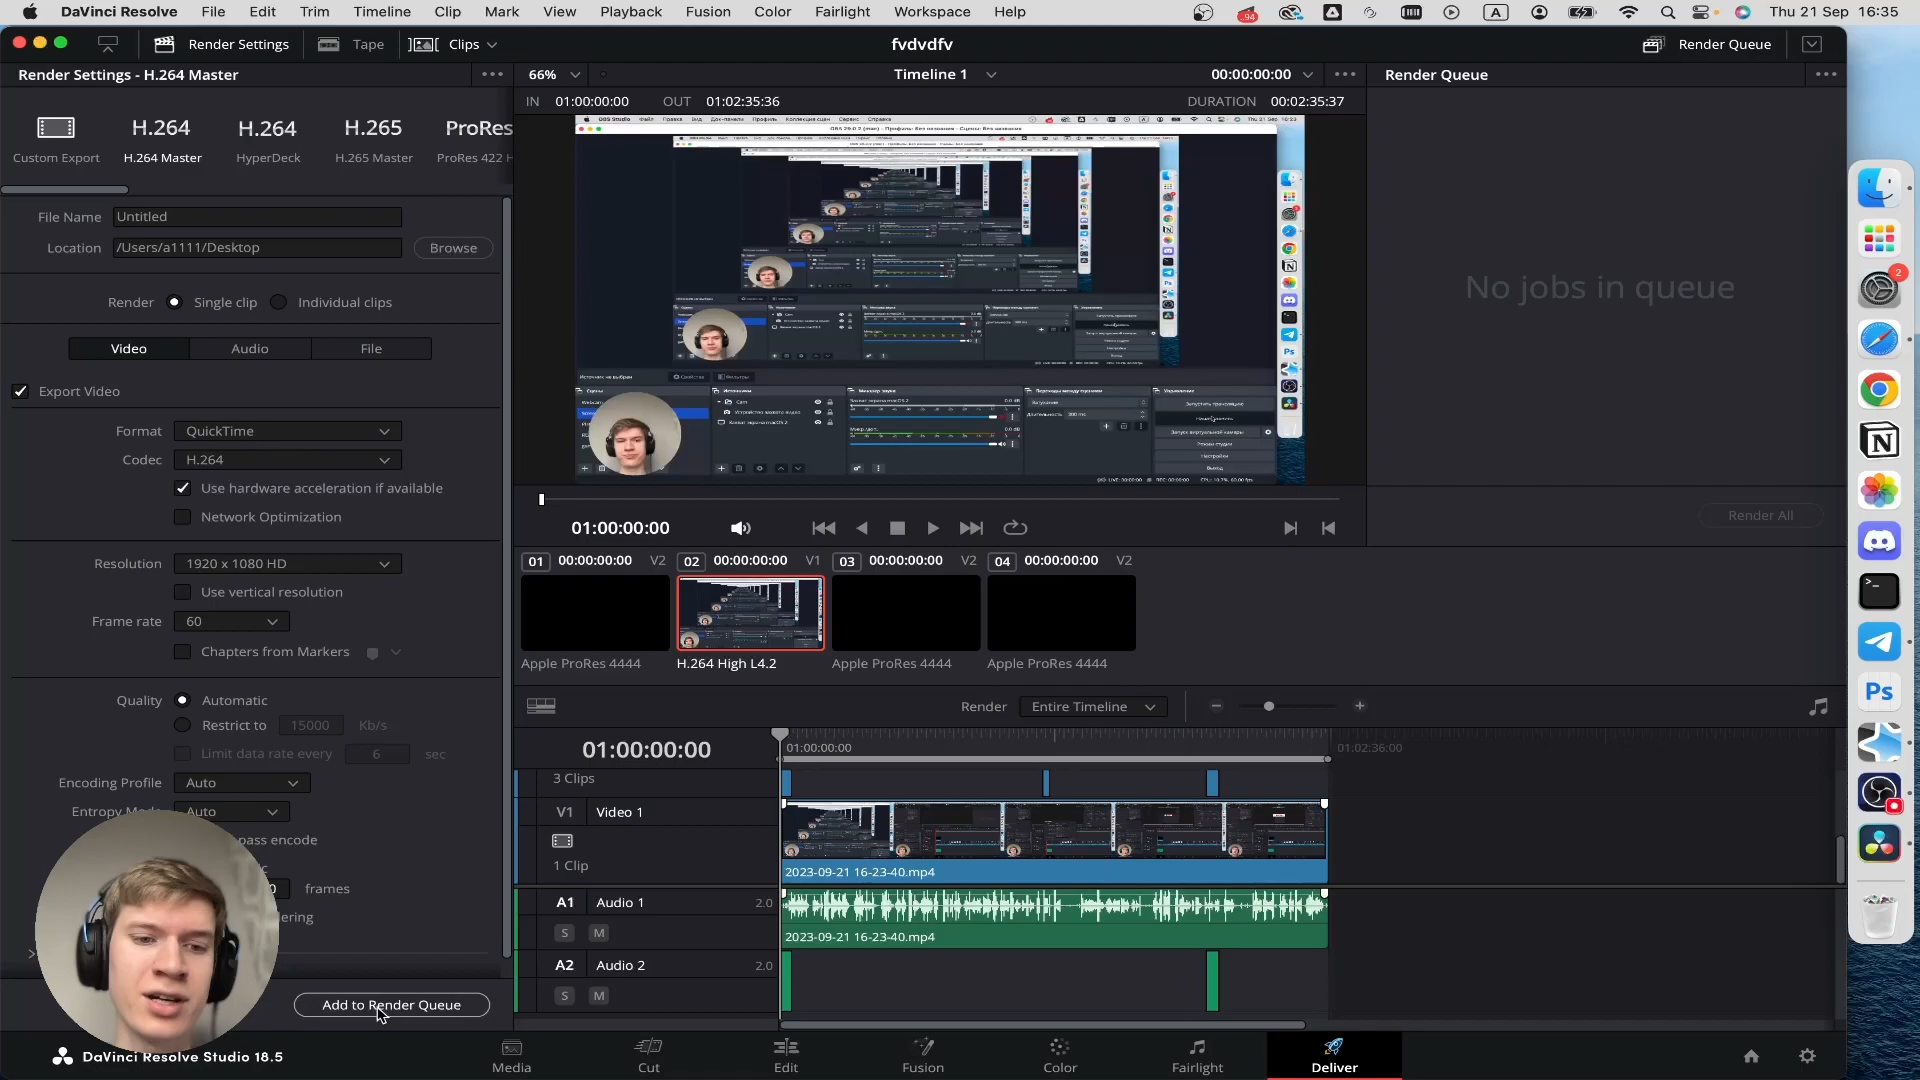 DaVinci Resolve File Edit Trim Timeline Clip Mark View Playback Fusion Color Fairlight Workspace Help .94 A Thu 21 Sep 16:35
Render Settings Tape Clips fvdvdfv Render Queue
Render Settings - H.264 Master
66% Timeline 1 00:00:00:00
Render Queue
IN 01:00:00:00 OUT 01:02:35:36 DURATION 00:02:35:37
H.264 H.264 H.265 ProRes
Custom Export H.264 Master HyperDeck H.265 Master ProRes 422 H
File Name Untitled
Location /Users/a1111/Desktop Browse
Render Single clip Individual clips
Video Audio File
Export Video
Format QuickTime
Codec H.264
Use hardware acceleration if available
Network Optimization
Resolution 1920 x 1080 HD
Use vertical resolution
Frame rate 60
Chapters from Markers
Quality Automatic
Restrict to 15000 Kb/s
Limit data rate every 6 sec
Encoding Profile Auto
Entropy Mode Auto
pass encode
frames
Add to Render Queue
DaVinci Resolve Studio 18.5
No jobs in queue
Render All
01:00:00:00
01 00:00:00:00 V2 02 00:00:00:00 V1 03 00:00:00:00 V2 04 00:00:00:00 V2
Apple ProRes 4444 H.264 High L4.2 Apple ProRes 4444 Apple ProRes 4444
Render Entire Timeline
01:00:00:00 01:00:00:00 01:02:36:00
3 Clips
V1 Video 1
1 Clip
2023-09-21 16-23-40.mp4
A1 Audio 1 2.0
S M
2023-09-21 16-23-40.mp4
A2 Audio 2 2.0
S M
Media Cut Edit Fusion Color Fairlight Deliver
2
N
Ps